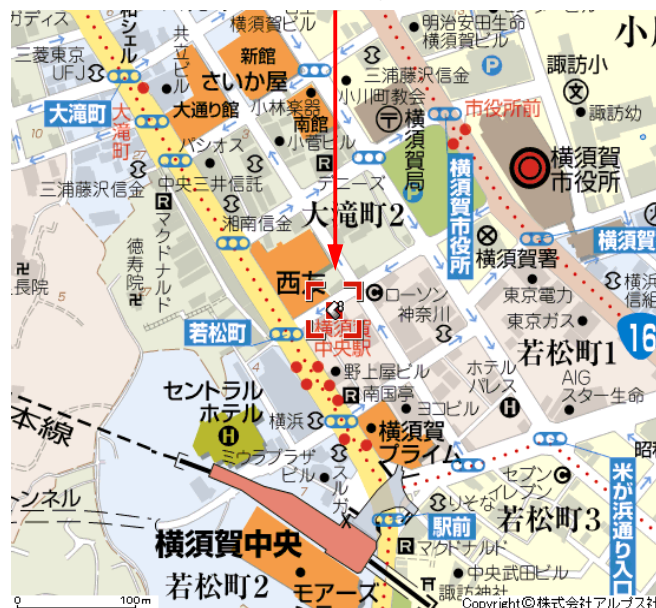 ガディス
和シェル
共立ビル
新館
明治安田生命
横須賀ビル
小川
三菱東京
UFJ
さいか屋
三浦藤沢信金
諏訪小
大通り館
小林楽器
小川町教会
P
文
大滝町
大滝町
南館
横須賀局
市役所前
諏訪幼
パシオス
小菅ビル
横須賀
市役所
三浦藤沢信金
中央三井信託
R
デニーズ
P
R
マクドナルド
大滝町2
横須賀市役所
湘南信金
徳寿院
横須賀署
横須賀
長院
西友
C
ローソン
神奈川
東京電力
横浜
信組
8
若松町
横須賀
中央駅
東京ガス
16
若松町1
野上屋ビル
セントラル
ホテル
R
南国亭
ホテル
パレス
AIG
スター生命
本線
H
横浜
ヨコビル
H
横須賀
プライム
ミウラプラザ
ビル
スルガ
昭和
米が浜通り入口
セブン
イレブン
C
トンネル
りそな
若松町3
駅前
横須賀中央
R
マクドナルド
若松町2
モアーズ
中央武田ビル
諏訪神社
0
100m
Copyright©株式会社アルプス社